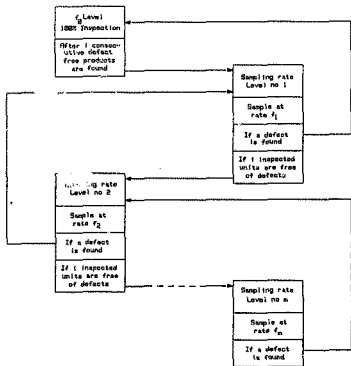 f0 Level
100% Inspection
After i consec-
utive defect
free products
are found
Sampling rate
Level no 1
Sample at
rate f1
If a defect
is found
If i inspected
units are free
of defects
rate
Level no 2
Sample at
rate f2
If a defect
is found
If i inspected
units are free
of defects
Sampling rate
Level no m
Sample at
rate fm
If a defect
is found